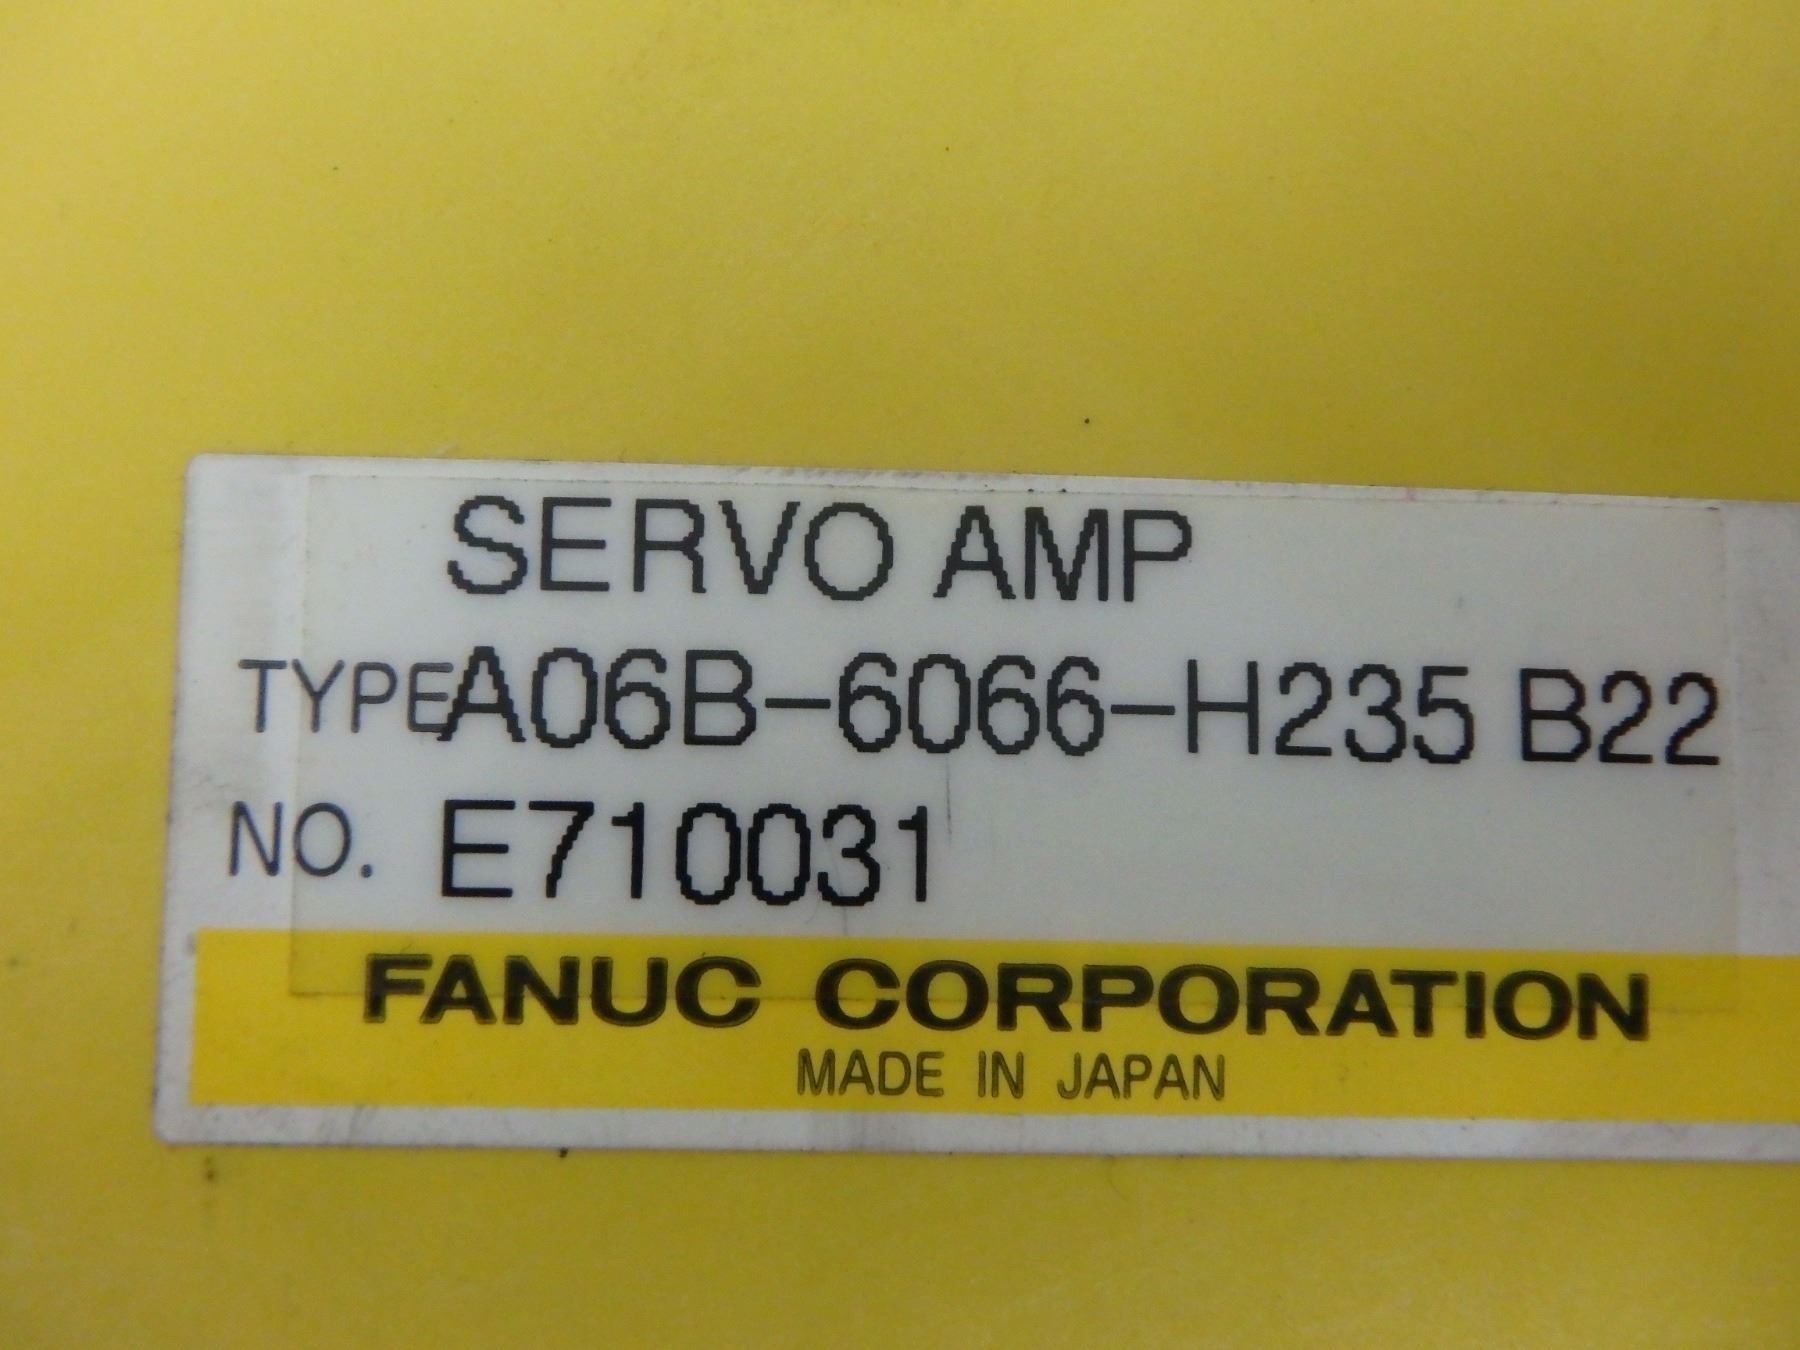 SERVO AMP
TYPE A06B-6066-H235 B22
NO. E710031
FANUC CORPORATION
MADE IN JAPAN